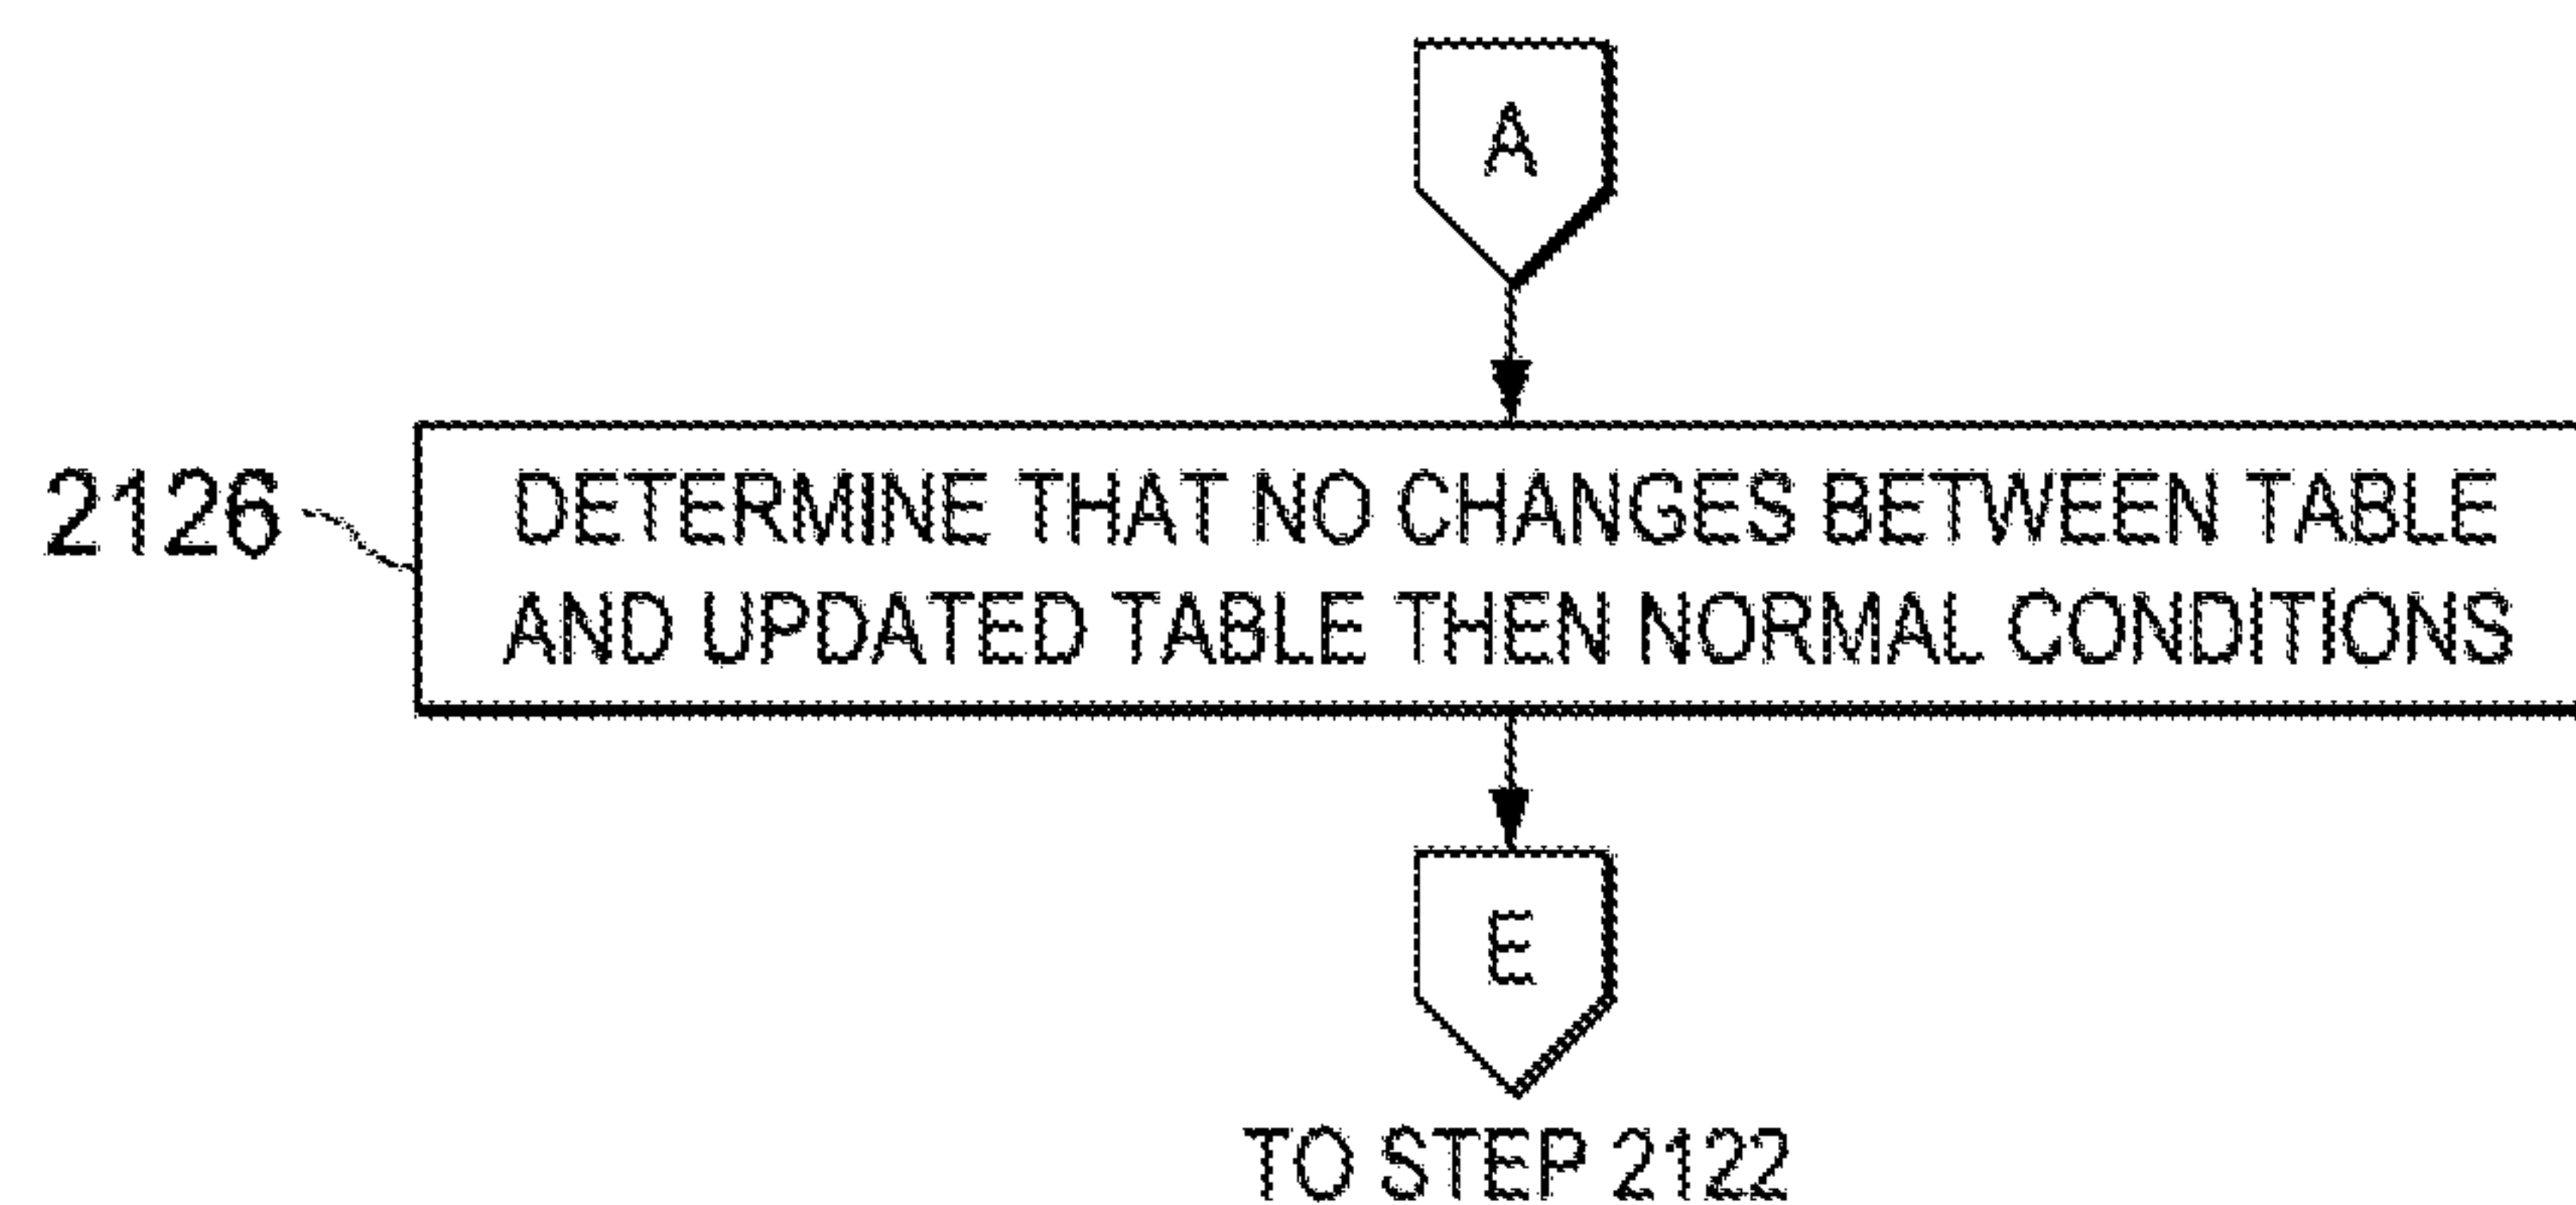 A
2126
DETERMINE THAT NO CHANGES BETWEEN TABLE
AND UPDATED TABLE THEN NORMAL CONDITIONS
E
TO STEP 2122